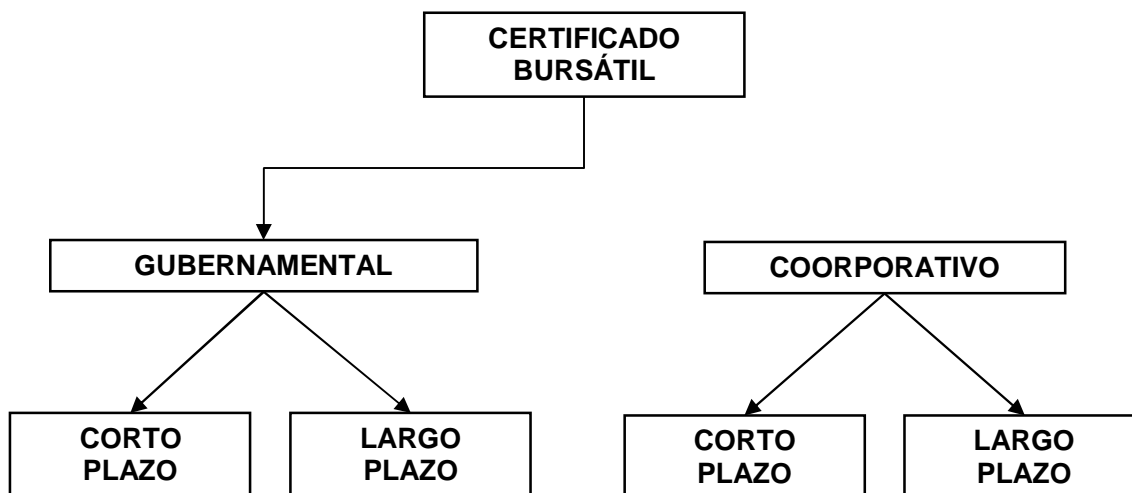 CERTIFICADO
BURSÁTIL
GUBERNAMENTAL
COORPORATIVO
CORTO
PLAZO
LARGO
PLAZO
CORTO
PLAZO
LARGO
PLAZO